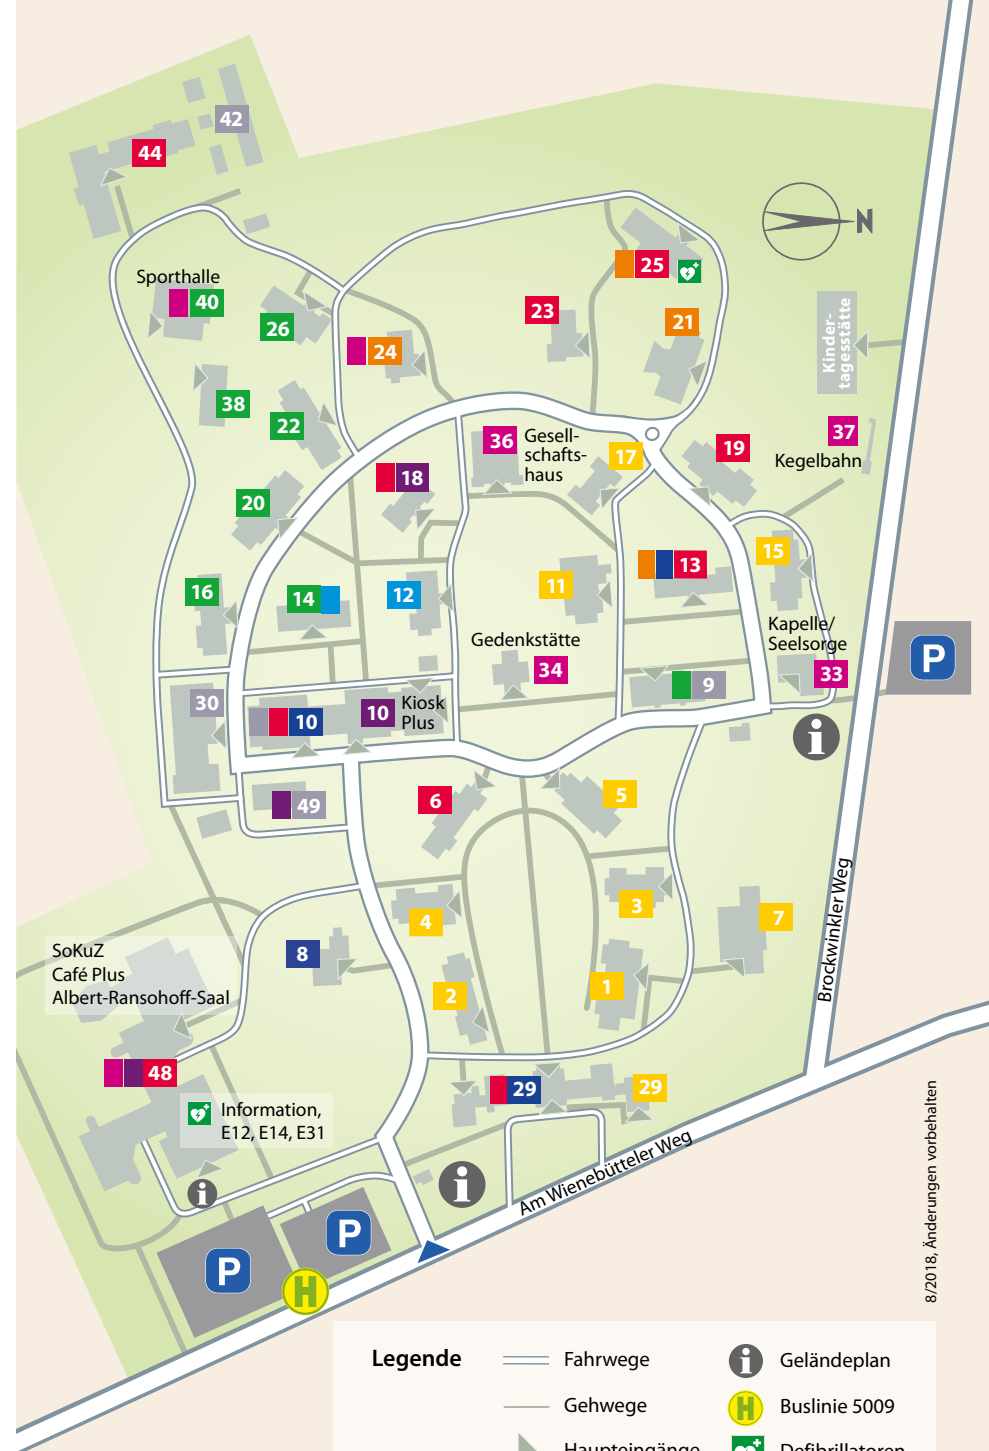 42
44
N
Sporthalle
40
25
26
23
21
24
Kinder-
tagesstätte
38
22
36
Gesell-
schafts-
haus
17
19
37
Kegelbahn
18
20
15
13
16
14
12
11
Kapelle/
Seelsorge
Gedenkstätte
34
33
P
9
30
10
10
Kiosk
Plus
i
49
6
5
4
3
7
8
SoKuZ
Café Plus
Albert-Ransohoff-Saal
2
1
Brockwinkler Weg
48
29
29
Information,
E12, E14, E31
i
i
Am Wienebütteler Weg
P
P
H
8/2018, Änderungen vorbehalten
Legende
Fahrwege
i
Geländeplan
Gehwege
H
Buslinie 5009
Haupteingänge
Defibrillatoren